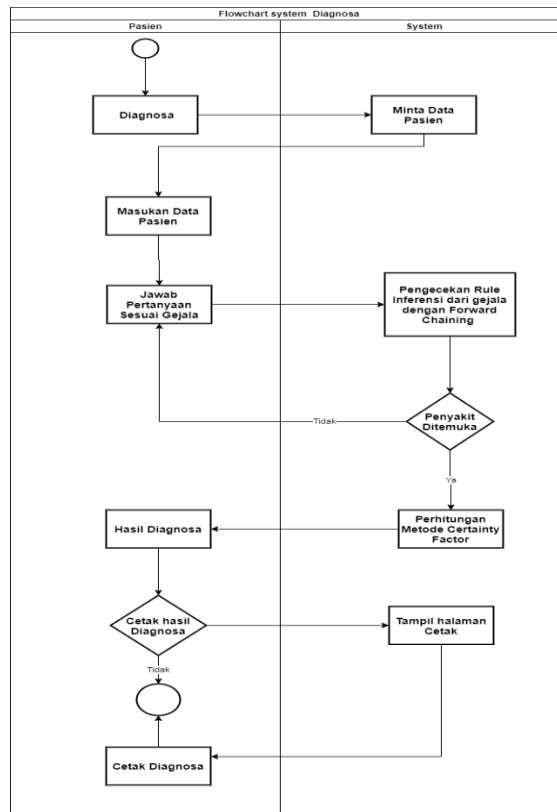 Flowchart system Diagnosa
Pasien
System
Diagnosa
Minta Data
Pasien
Masukan Data
Pasien
Jawab
Pertanyaan
Sesuai Gejala
Pengecekan Rule
Inferensi dari gejala
dengan Forward
Chaining
Penyakit
Ditemuka
Tidak
Ya
Perhitungan
Metode Certainty
Factor
Hasil Diagnosa
Cetak hasil
Diagnosa
Tampil halaman
Cetak
Tidak
Cetak Diagnosa